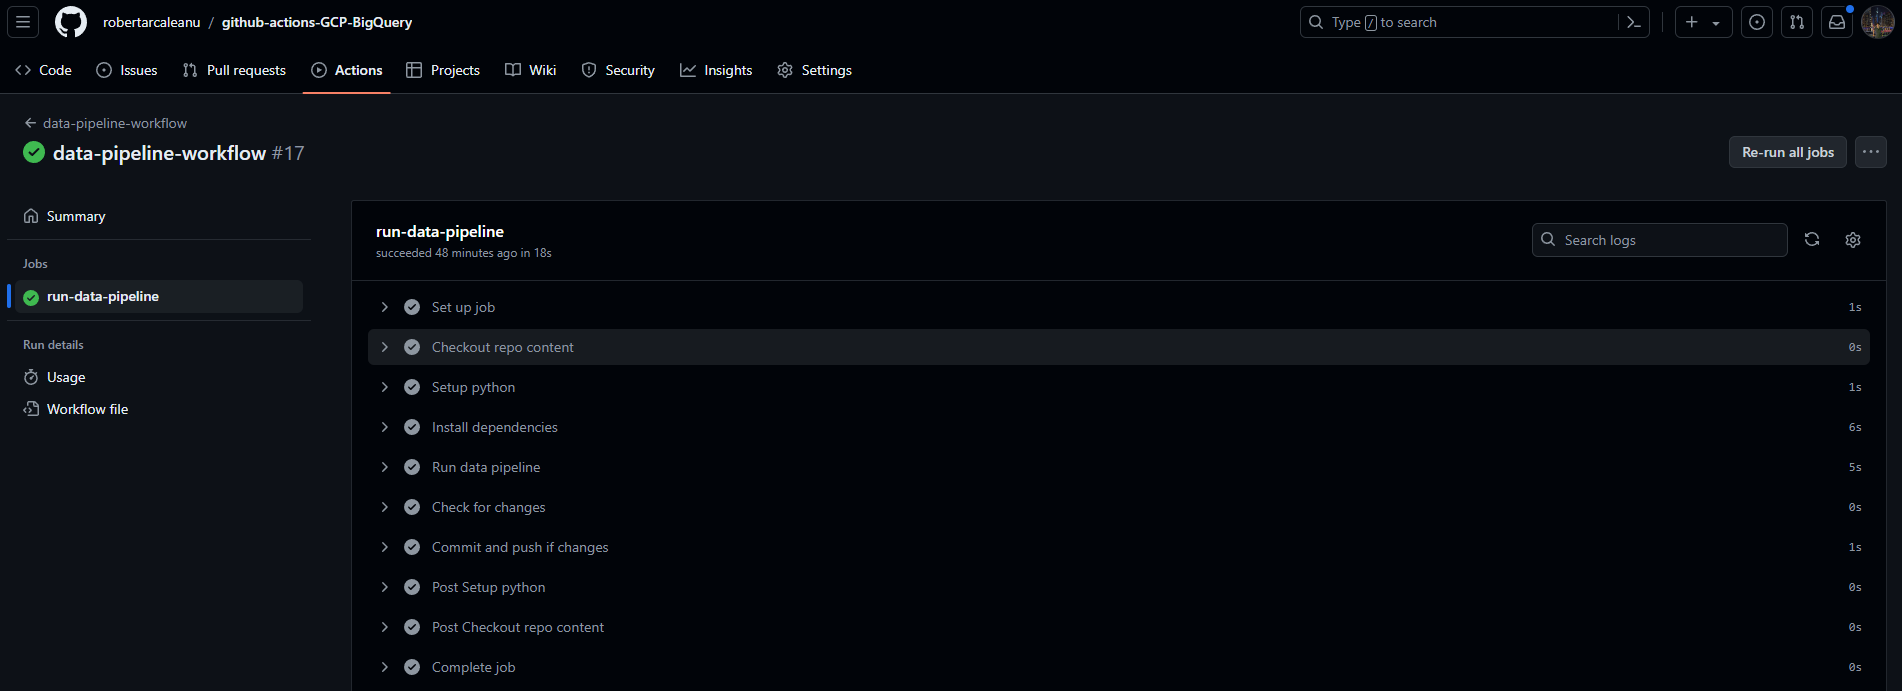 robertarcaleanu / github-actions-GCP-BigQuery
Type / to search
Code Issues Pull requests Actions Projects Wiki Security Insights Settings
data-pipeline-workflow
data-pipeline-workflow #17
Re-run all jobs
Summary
Jobs
run-data-pipeline
Run details
Usage
Workflow file
run-data-pipeline
succeeded 48 minutes ago in 18s
Search logs
Set up job 1s
Checkout repo content 0s
Setup python 1s
Install dependencies 6s
Run data pipeline 5s
Check for changes 0s
Commit and push if changes 1s
Post Setup python 0s
Post Checkout repo content 0s
Complete job 0s